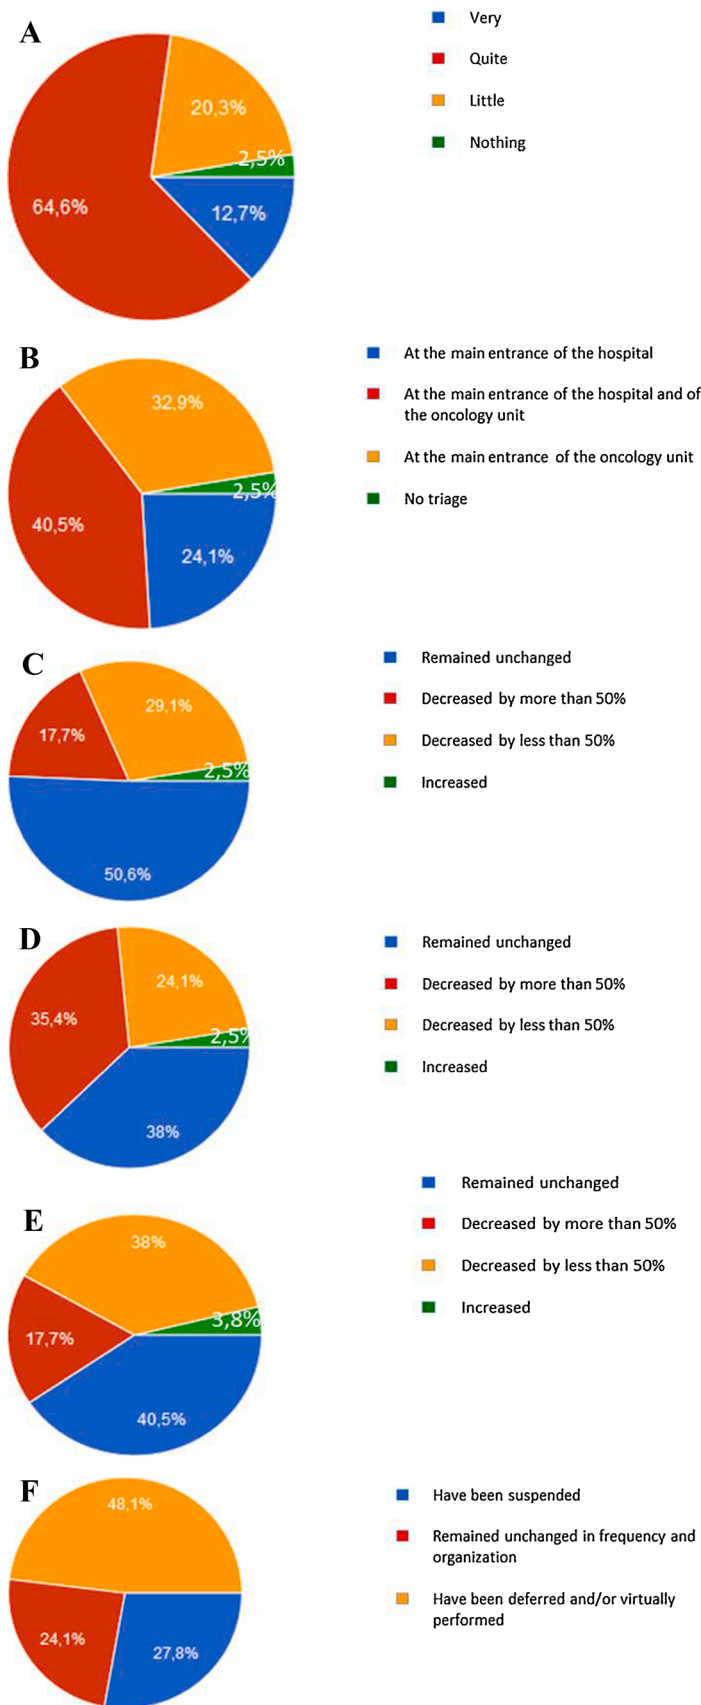 A
Very
Quite
Little
Nothing
20,3%
2,5%
64,6%
12,7%
B
At the main entrance of the hospital
At the main entrance of the hospital and of
the oncology unit
At the main entrance of the oncology unit
No triage
32,9%
2,5%
40,5%
24,1%
C
Remained unchanged
Decreased by more than 50%
Decreased by less than 50%
Increased
29,1%
17,7%
2,5%
50,6%
D
Remained unchanged
Decreased by more than 50%
Decreased by less than 50%
Increased
24,1%
35,4%
2,5%
38%
E
Remained unchanged
Decreased by more than 50%
Decreased by less than 50%
Increased
38%
3,8%
17,7%
40,5%
F
Have been suspended
Remained unchanged in frequency and
organization
Have been deferred and/or virtually
performed
48,1%
24,1%
27,8%